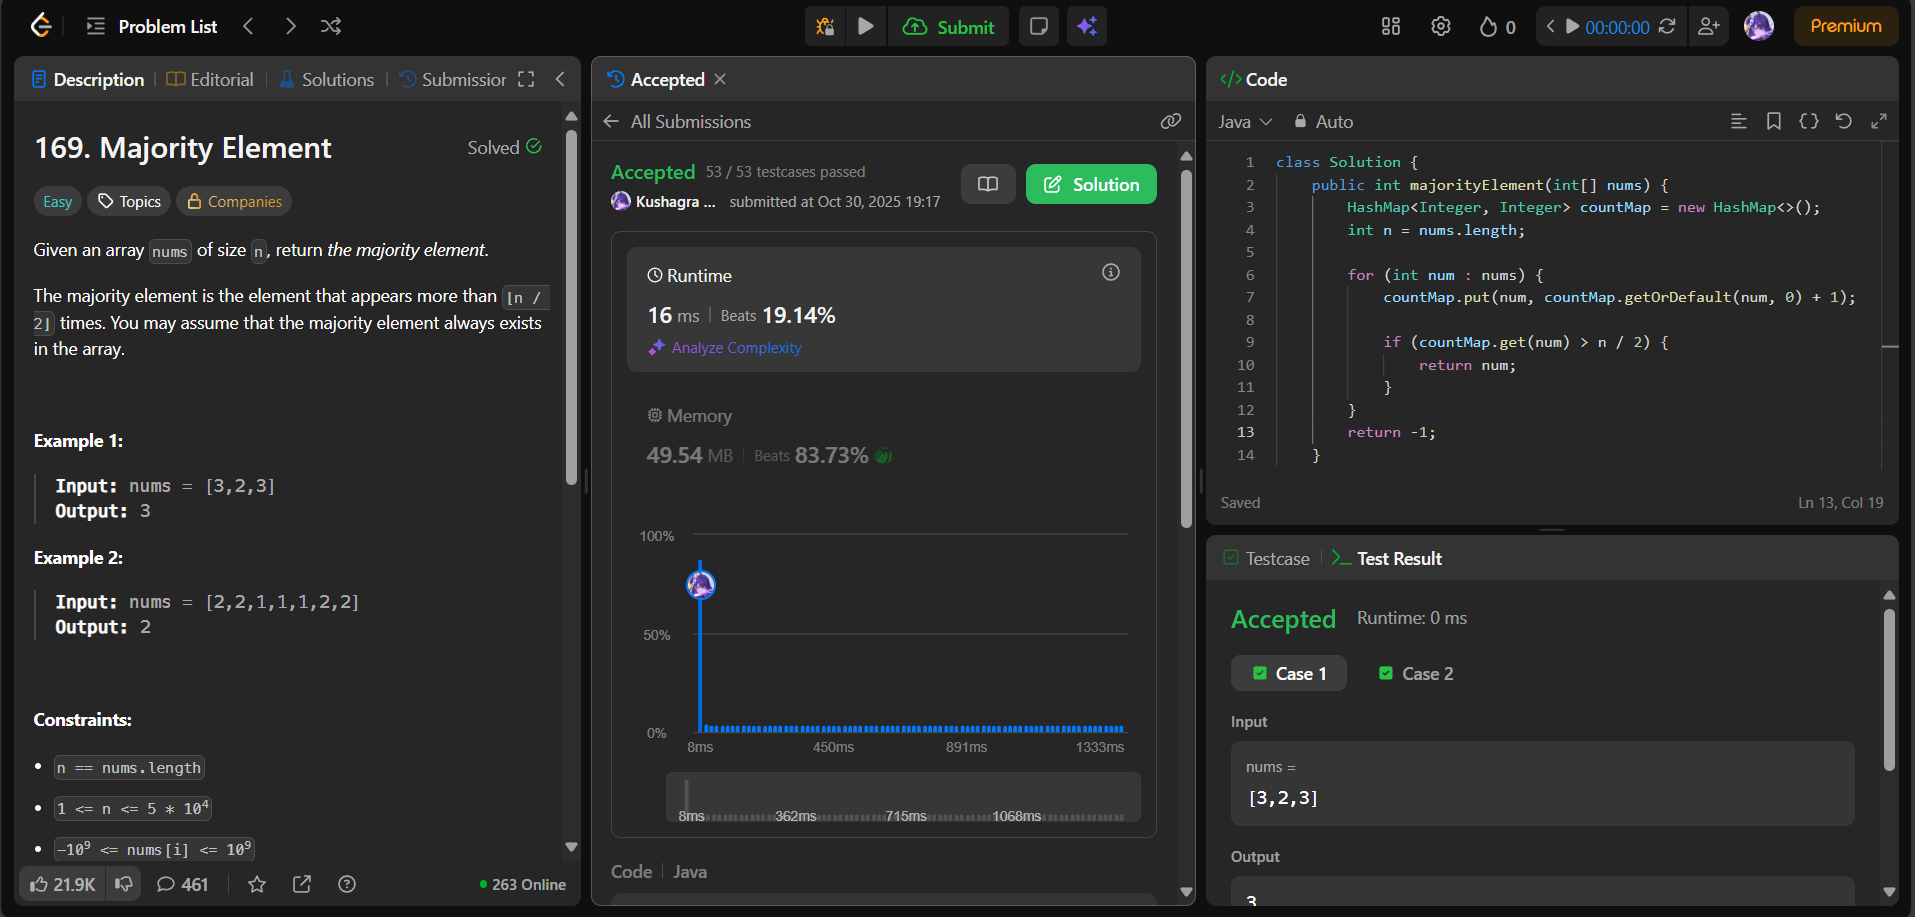 Problem List
Submit
0
00:00:00
Premium
Description
Editorial
Solutions
Submission
169. Majority Element
Solved
Easy
Topics
Companies
Given an array nums of size n, return the majority element.
The majority element is the element that appears more than ⌊n /
2⌋ times. You may assume that the majority element always exists
in the array.
Example 1:
Input: nums = [3,2,3]
Output: 3
Example 2:
Input: nums = [2,2,1,1,1,2,2]
Output: 2
Constraints:
• n == nums.length
• 1 <= n <= 5 * 10⁴
• -10⁹ <= nums[i] <= 10⁹
21.9K
461
263 Online
Accepted
All Submissions
Accepted 53 / 53 testcases passed
Kushagra ... submitted at Oct 30, 2025 19:17
Solution
Runtime
16 ms | Beats 19.14%
Analyze Complexity
Memory
49.54 MB | Beats 83.73%
100%
50%
0%
8ms 450ms 891ms 1333ms
8ms 362ms 715ms 1068ms
Code | Java
</> Code
Java
Auto
1 class Solution {
2     public int majorityElement(int[] nums) {
3         HashMap<Integer, Integer> countMap = new HashMap<>();
4         int n = nums.length;
5
6         for (int num : nums) {
7             countMap.put(num, countMap.getOrDefault(num, 0) + 1);
8
9             if (countMap.get(num) > n / 2) {
10                 return num;
11             }
12         }
13         return -1;
14     }
Saved
Ln 13, Col 19
Testcase
>_ Test Result
Accepted Runtime: 0 ms
Case 1
Case 2
Input
nums =
[3,2,3]
Output
3